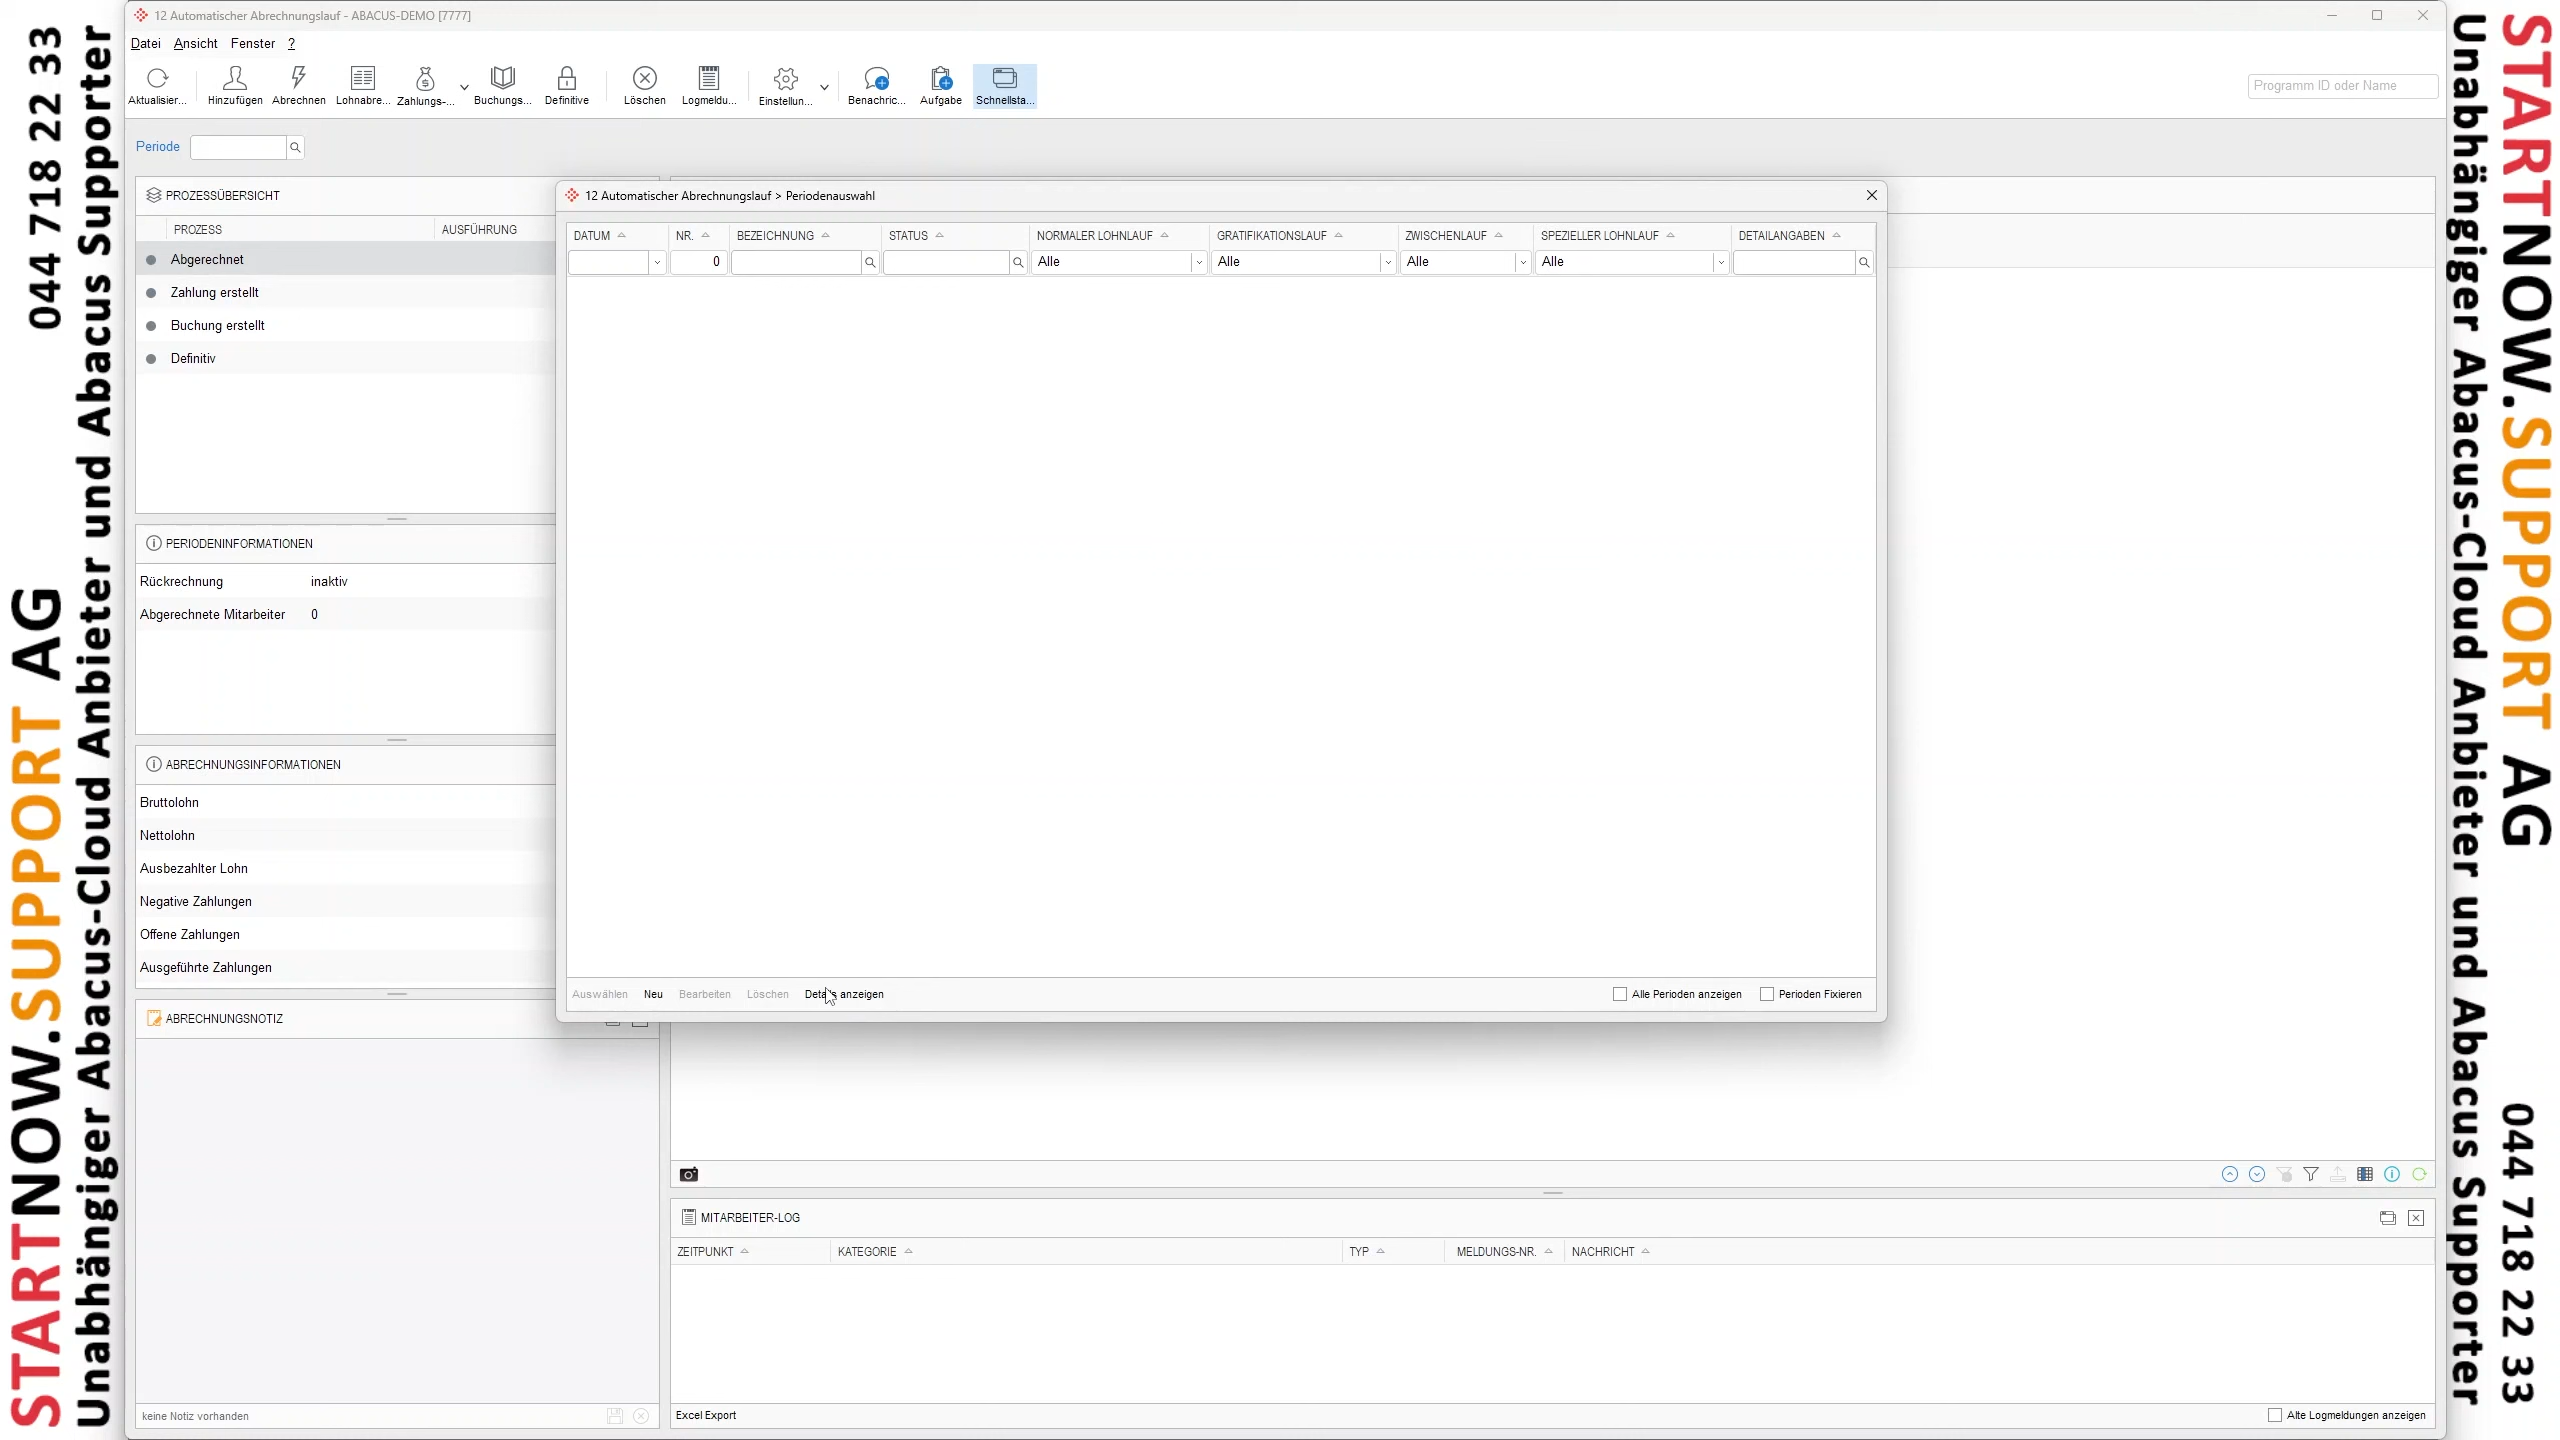 STARTNOW.SUPPORT AG
Unabhängiger Abacus-Cloud Anbieter und Abacus Supporter
044 718 22 33
12 Automatischer Abrechnungslauf - ABACUS-DEMO [7777]
Datei Ansicht Fenster ?
Aktualisier... Hinzufügen Abrechnen Lohnabre... Zahlungs-... Buchungs... Definitive Löschen Logmeldu... Einstellun... Benachric... Aufgabe Schnellsta...
Programm ID oder Name
Periode
PROZESSÜBERSICHT
PROZESS AUSFÜHRUNG
Abgerechnet
Zahlung erstellt
Buchung erstellt
Definitiv
PERIODENINFORMATIONEN
Rückrechnung inaktiv
Abgerechnete Mitarbeiter 0
ABRECHNUNGSINFORMATIONEN
Bruttolohn
Nettolohn
Ausbezahlter Lohn
Negative Zahlungen
Offene Zahlungen
Ausgeführte Zahlungen
ABRECHNUNGSNOTIZ
keine Notiz vorhanden
12 Automatischer Abrechnungslauf > Periodenauswahl
DATUM NR. BEZEICHNUNG STATUS NORMALER LOHNLAUF GRATIFIKATIONSLAUF ZWISCHENLAUF SPEZIELLER LOHNLAUF DETAILANGABEN
0 Alle Alle Alle Alle
Auswählen Neu Bearbeiten Löschen Details anzeigen Alle Perioden anzeigen Perioden Fixieren
MITARBEITER-LOG
ZEITPUNKT KATEGORIE TYP MELDUNGS-NR. NACHRICHT
Excel Export Alte Logmeldungen anzeigen
STARTNOW.SUPPORT AG
Unabhängiger Abacus-Cloud Anbieter und Abacus Supporter
044 718 22 33